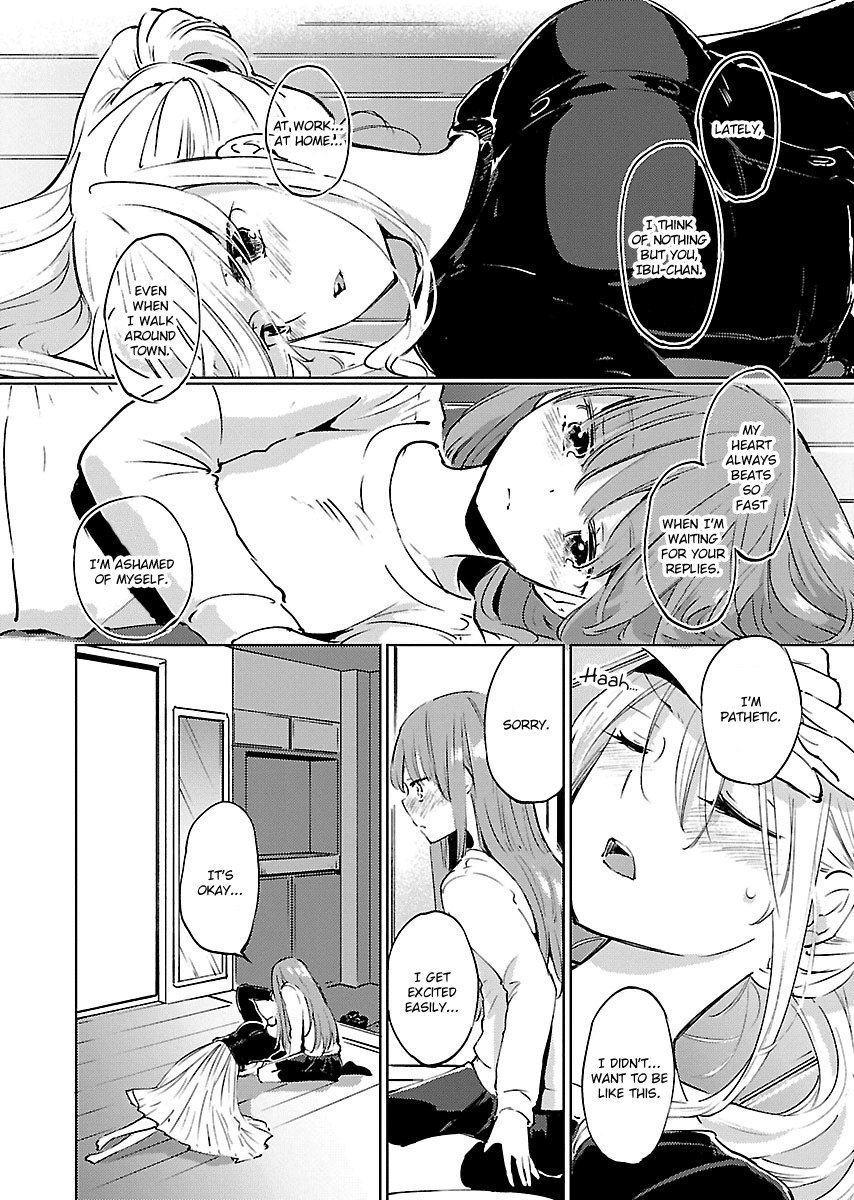 LATELY,
I THINK
OF NOTHING
BUT YOU,
IBU-CHAN.
AT WORK...
AT HOME...
EVEN
WHEN
I WALK
AROUND
TOWN.
MY
HEART
ALWAYS
BEATS
SO
FAST
WHEN I'M
WAITING
FOR YOUR
REPLIES.
I'M ASHAMED
OF MYSELF.
I'M
PATHETIC.
Haah...
I DIDN'T...
WANT TO BE
LIKE THIS.
SORRY.
I GET
EXCITED
EASILY...
IT'S
OKAY...